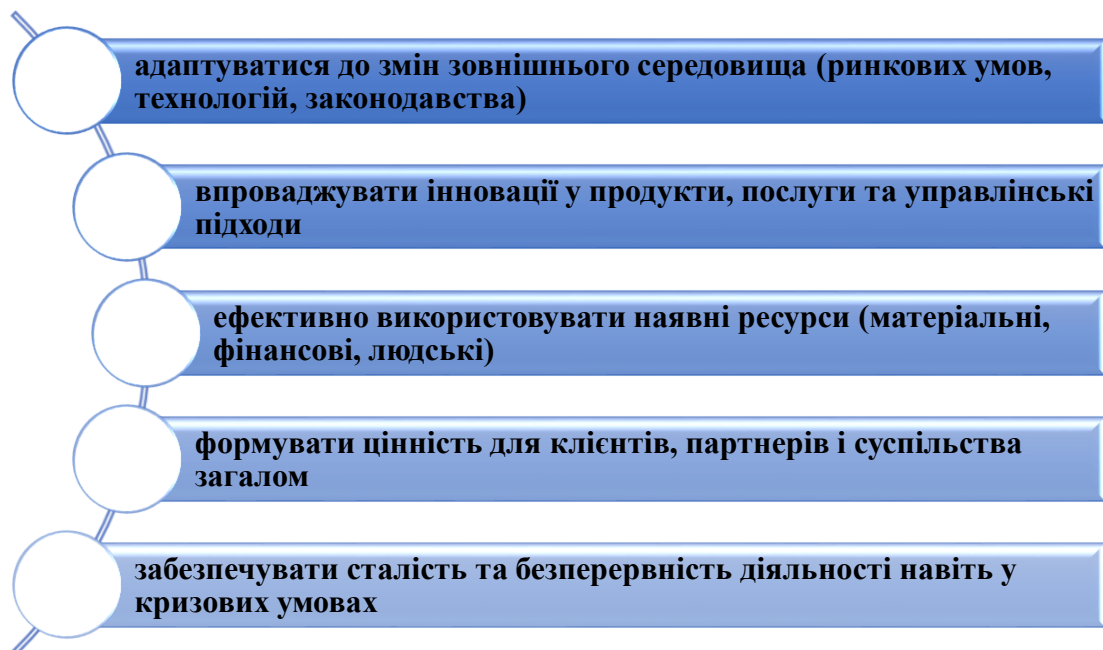 адаптуватися до змін зовнішнього середовища (ринкових умов,
технологій, законодавства)
впроваджувати інновації у продукти, послуги та управлінські
підходи
ефективно використовувати наявні ресурси (матеріальні,
фінансові, людські)
формувати цінність для клієнтів, партнерів і суспільства
загалом
забезпечувати сталість та безперервність діяльності навіть у
кризових умовах